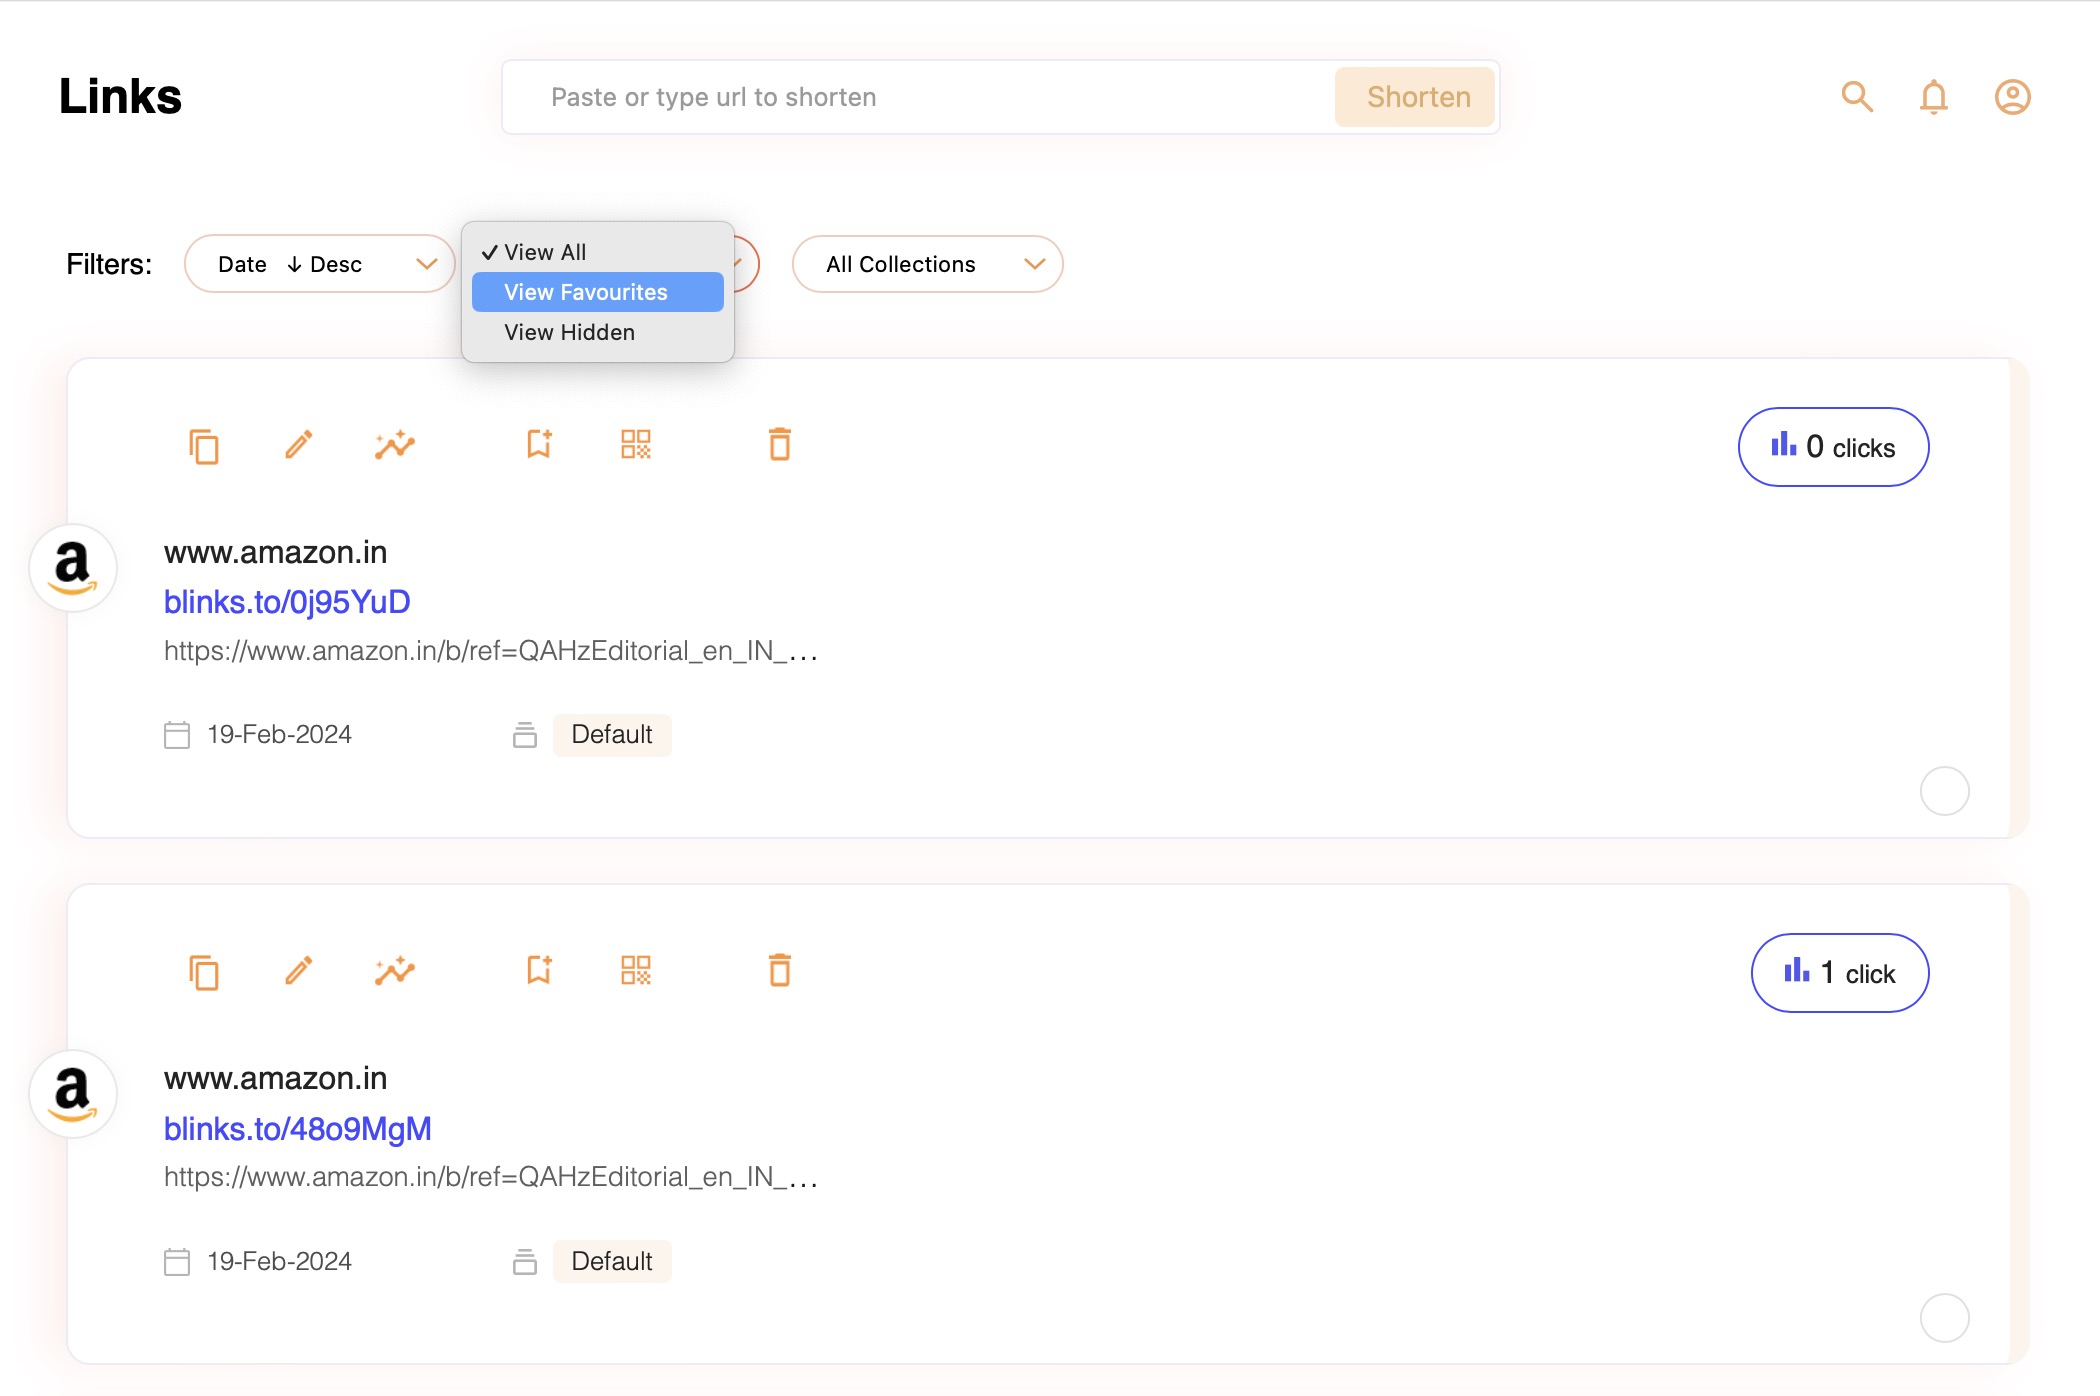 Links
Paste or type url to shorten
Shorten
Filters:
Date ↓ Desc
✓ View All
View Favourites
View Hidden
All Collections
0 clicks
www.amazon.in
blinks.to/0j95YuD
https://www.amazon.in/b/ref=QAHzEditorial_en_IN_...
19-Feb-2024
Default
1 click
www.amazon.in
blinks.to/48o9MgM
https://www.amazon.in/b/ref=QAHzEditorial_en_IN_...
19-Feb-2024
Default